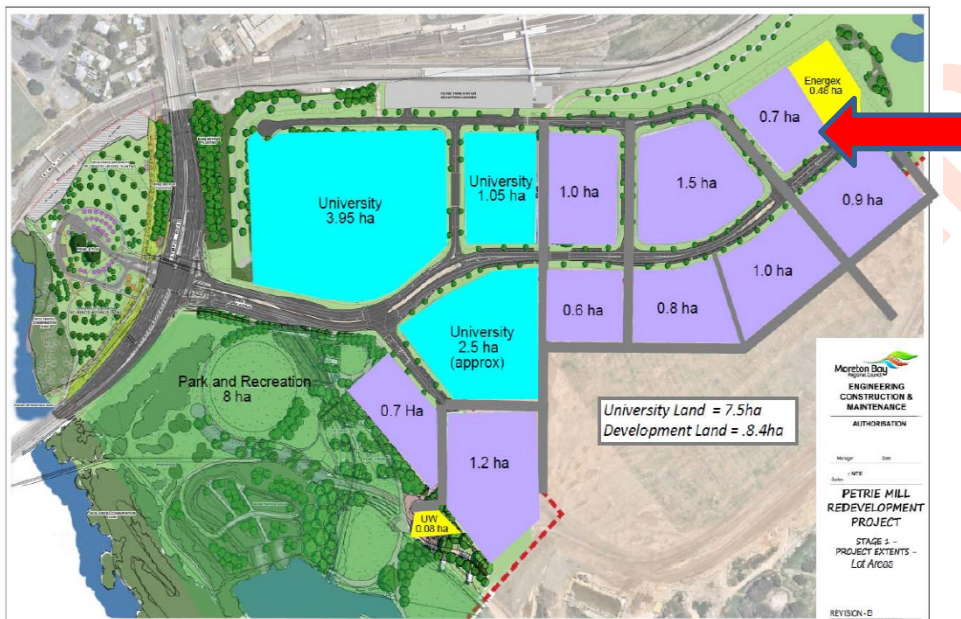 Energex
0.48 ha
0.7 ha
University
3.95 ha
University
1.05 ha
1.0 ha
1.5 ha
0.9 ha
1.0 ha
0.8 ha
0.6 ha
University
2.5 ha
(approx)
Park and Recreation
8 ha
0.7 Ha
1.2 ha
UW
0.08 ha
University Land = 7.5ha
Development Land = .8.4ha
Moreton Bay
Regional Council
ENGINEERING
CONSTRUCTION &
MAINTENANCE
AUTHORISATION
Manager
Date
: NTS
PETRIE MILL
REDEVELOPMENT
PROJECT
STAGE 1 -
PROJECT EXTENTS -
Lot Areas
REVISION - D